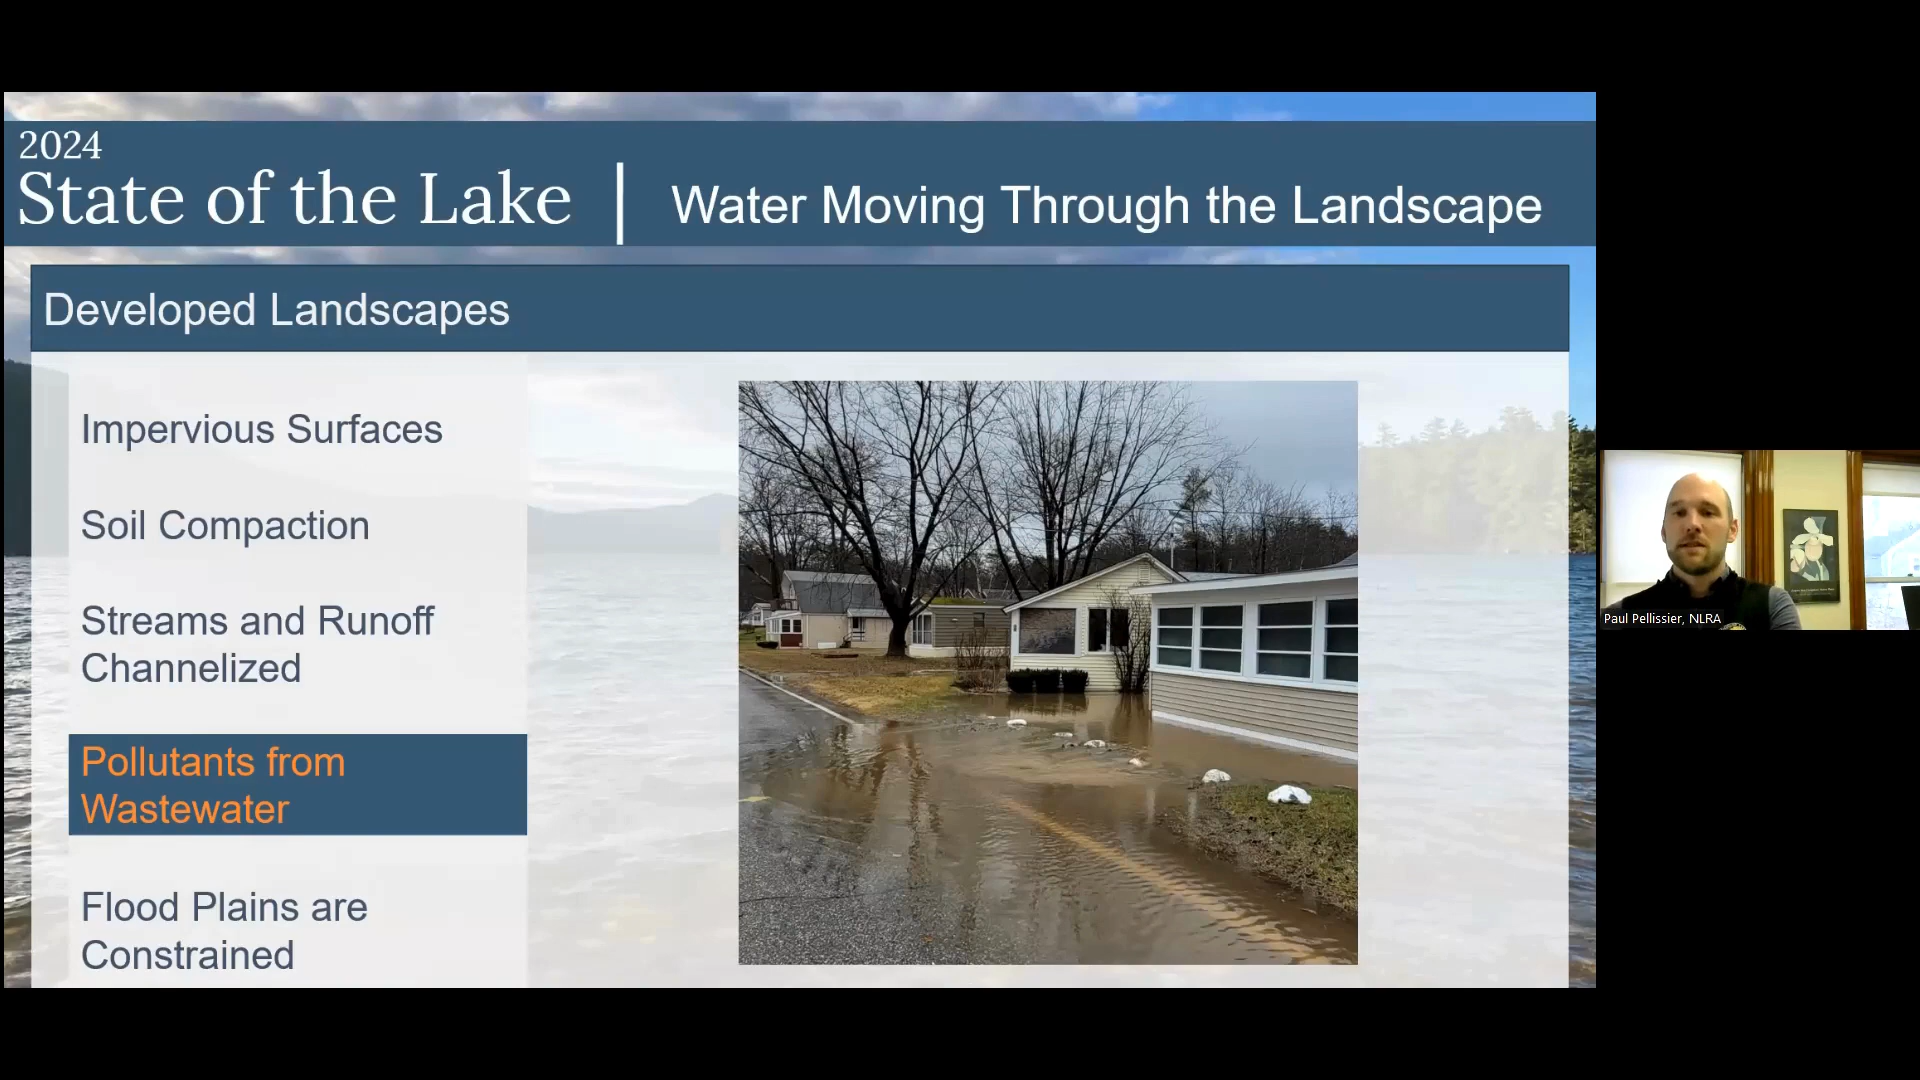 2024
State of the Lake
Water Moving Through the Landscape
Developed Landscapes
Impervious Surfaces
Soil Compaction
Streams and Runoff
Channelized
Pollutants from
Wastewater
Flood Plains are
Constrained
Paul Pellissier, NLRA